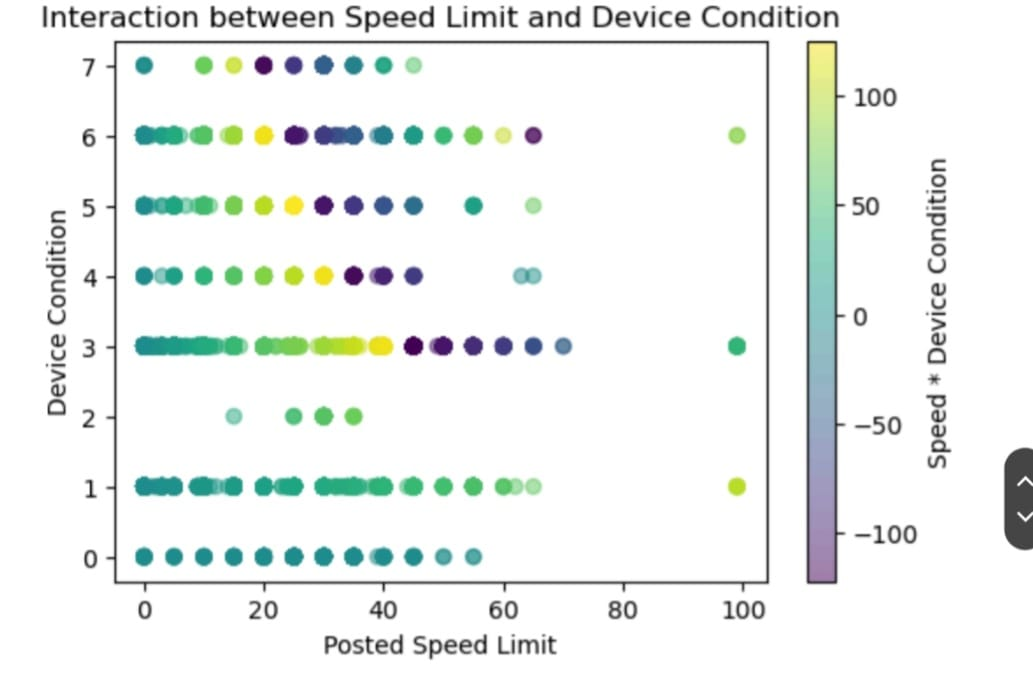 Interaction between Speed Limit and Device Condition
7
6
5
4
3
2
1
0
Device Condition
0 20 40 60 80 100
Posted Speed Limit
100
50
0
−50
−100
Speed * Device Condition